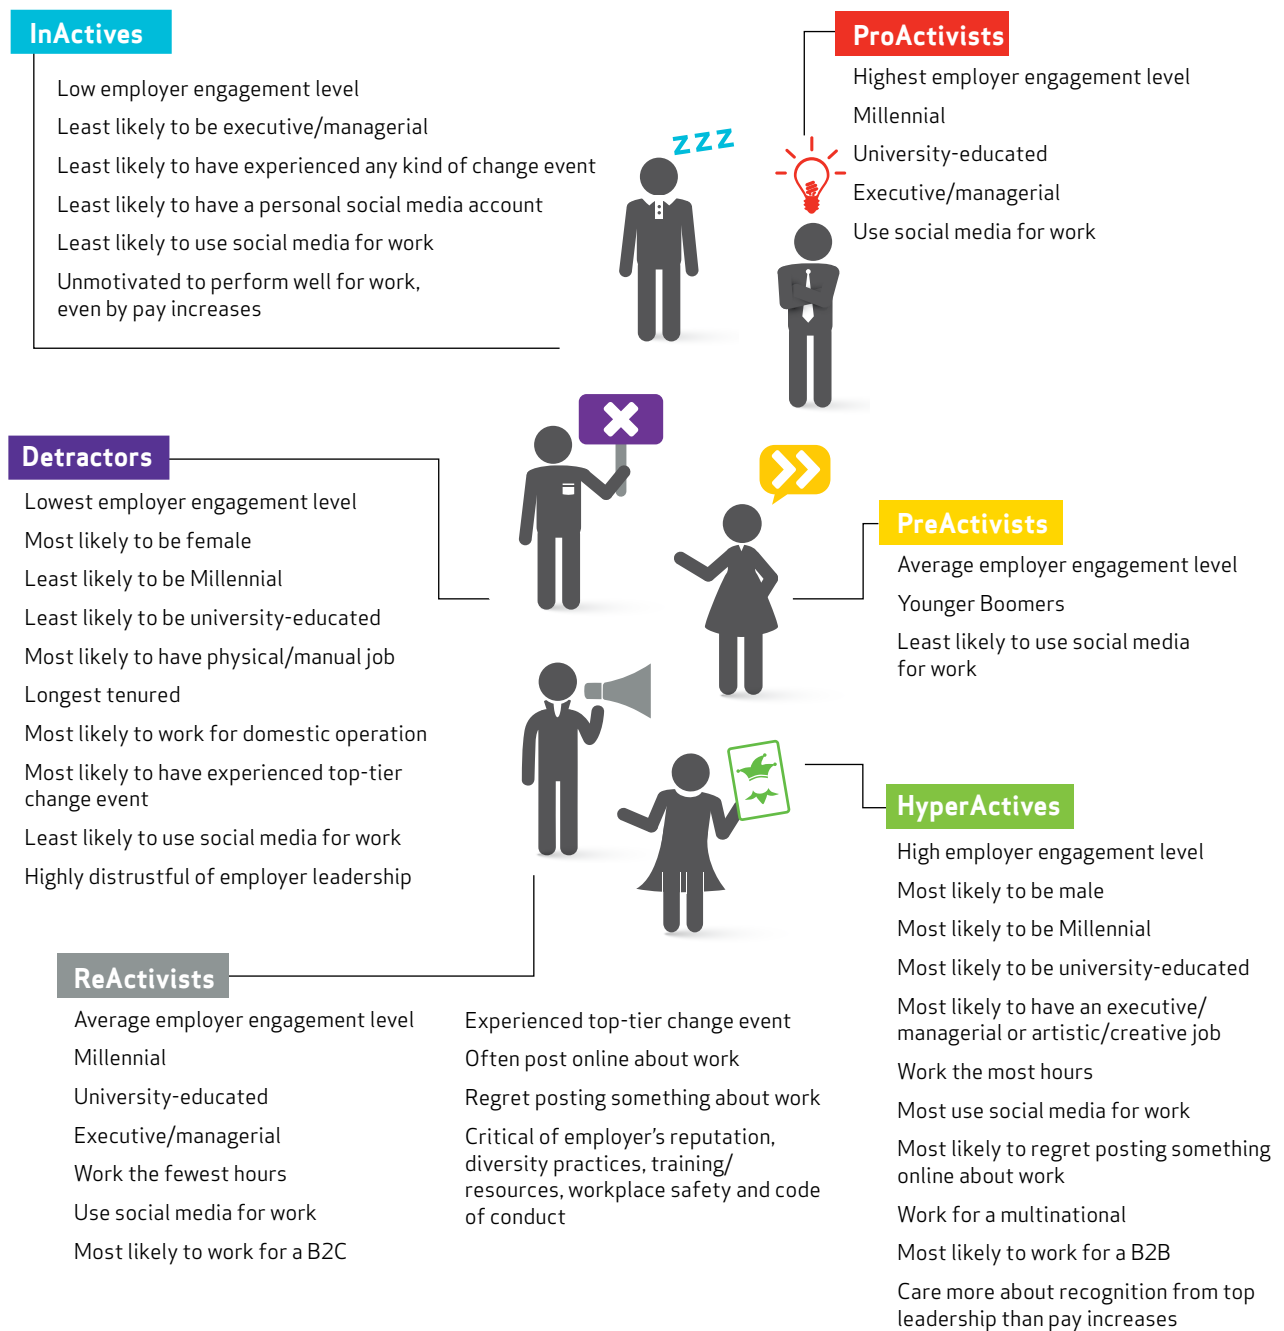 InActives
Low employer engagement level
Least likely to be executive/managerial
Least likely to have experienced any kind of change event
Least likely to have a personal social media account
Least likely to use social media for work
Unmotivated to perform well for work,
even by pay increases
zzz
ProActivists
Highest employer engagement level
Millennial
University-educated
Executive/managerial
Use social media for work
Detractors
Lowest employer engagement level
Most likely to be female
Least likely to be Millennial
Least likely to be university-educated
Most likely to have physical/manual job
Longest tenured
Most likely to work for domestic operation
Most likely to have experienced top-tier
change event
Least likely to use social media for work
Highly distrustful of employer leadership
PreActivists
Average employer engagement level
Younger Boomers
Least likely to use social media
for work
HyperActives
High employer engagement level
Most likely to be male
Most likely to be Millennial
Most likely to be university-educated
Most likely to have an executive/
managerial or artistic/creative job
Work the most hours
Most use social media for work
Most likely to regret posting something
online about work
Work for a multinational
Most likely to work for a B2B
Care more about recognition from top
leadership than pay increases
ReActivists
Average employer engagement level
Millennial
University-educated
Executive/managerial
Work the fewest hours
Use social media for work
Most likely to work for a B2C
Experienced top-tier change event
Often post online about work
Regret posting something about work
Critical of employer's reputation,
diversity practices, training/
resources, workplace safety and code
of conduct